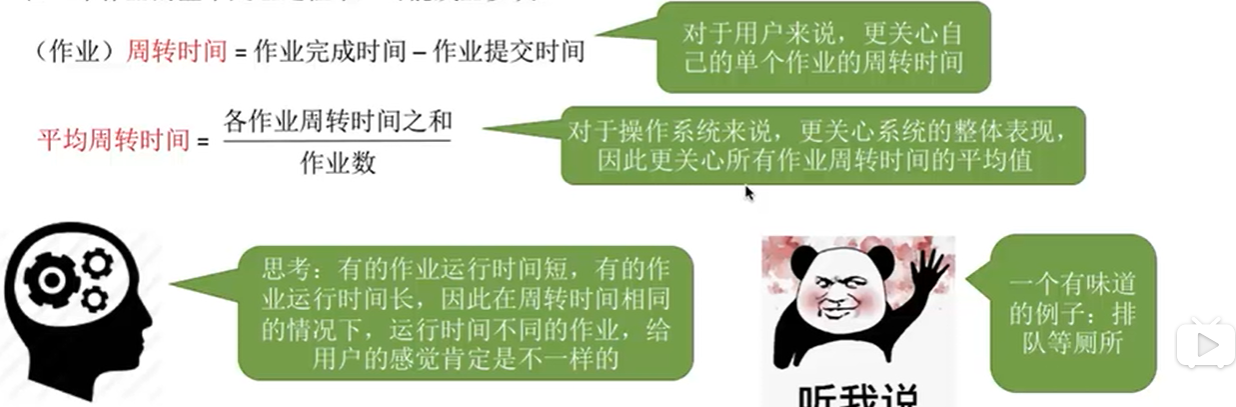 （作业）周转时间 = 作业完成时间 – 作业提交时间
对于用户来说，更关心自
己的单个作业的周转时间
平均周转时间 =
各作业周转时间之和
作业数
对于操作系统来说，更关心系统的整体表现，
因此更关心所有作业周转时间的平均值
思考：有的作业运行时间短，有的作
业运行时间长，因此在周转时间相同
的情况下，运行时间不同的作业，给
用户的感觉肯定是不一样的
一个有味道
的例子：排
队等厕所
听我说